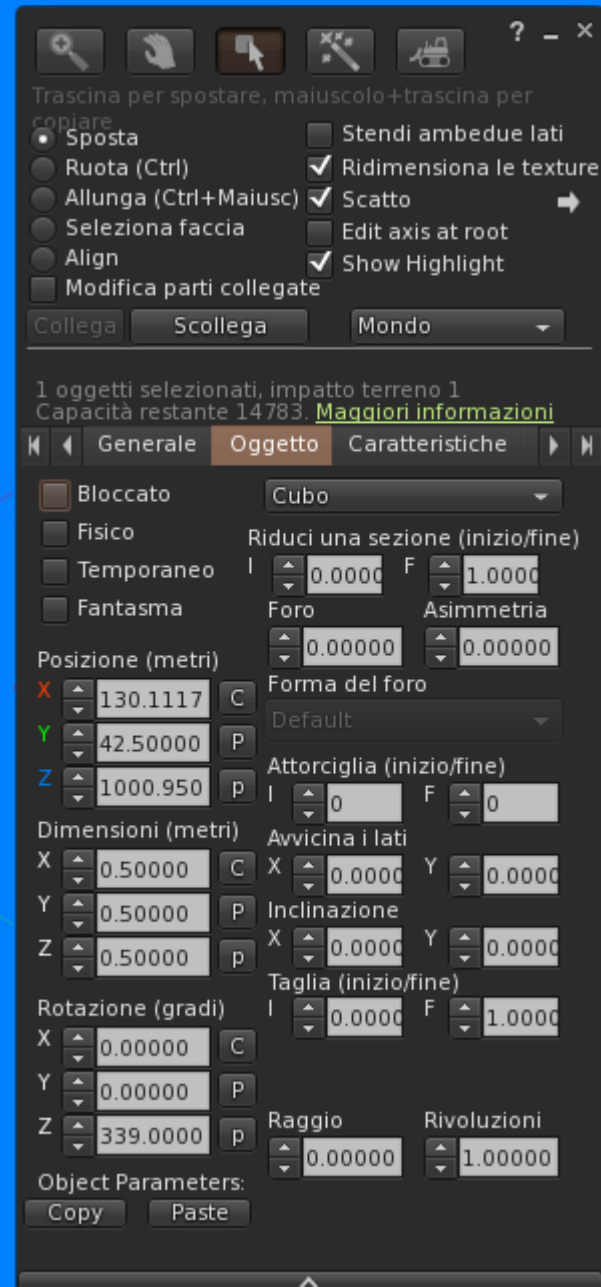 ? _ ×
Trascina per spostare, maiuscolo+trascina per
copiare
Sposta
Stendi ambedue lati
Ruota (Ctrl)
Ridimensiona le texture
Allunga (Ctrl+Maiusc)
Scatto
Seleziona faccia
Edit axis at root
Align
Show Highlight
Modifica parti collegate
Collega Scollega Mondo
1 oggetti selezionati, impatto terreno 1
Capacità restante 14783. Maggiori informazioni
Generale Oggetto Caratteristiche
Bloccato Cubo
Fisico Riduci una sezione (inizio/fine)
Temporaneo I 0.0000 F 1.0000
Fantasma Foro Asimmetria
0.00000 0.00000
Posizione (metri) Forma del foro
X 130.1117 C Default
Y 42.50000 P
Z 1000.950 p
Attorciglia (inizio/fine)
I 0 F 0
Dimensioni (metri) Avvicina i lati
X 0.50000 C X 0.0000 Y 0.0000
Y 0.50000 P Inclinazione
Z 0.50000 p X 0.0000 Y 0.0000
Taglia (inizio/fine)
Rotazione (gradi) I 0.0000 F 1.0000
X 0.00000 C
Y 0.00000 P
Z 339.0000 p
Raggio Rivoluzioni
0.00000 1.00000
Object Parameters:
Copy Paste